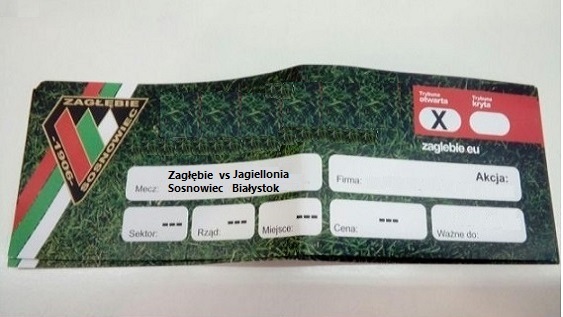 ZAGŁĘBIE
SOSNOWIEC
1906
Trybuna otwarta
Trybuna kryta
X
zaglebie eu
Mecz: Zagłębie vs Jagiellonia
Sosnowiec Białystok
Firma:
Akcja:
Sektor: ---
Rząd: ---
Miejsce: ---
Cena: ---
Ważne do: